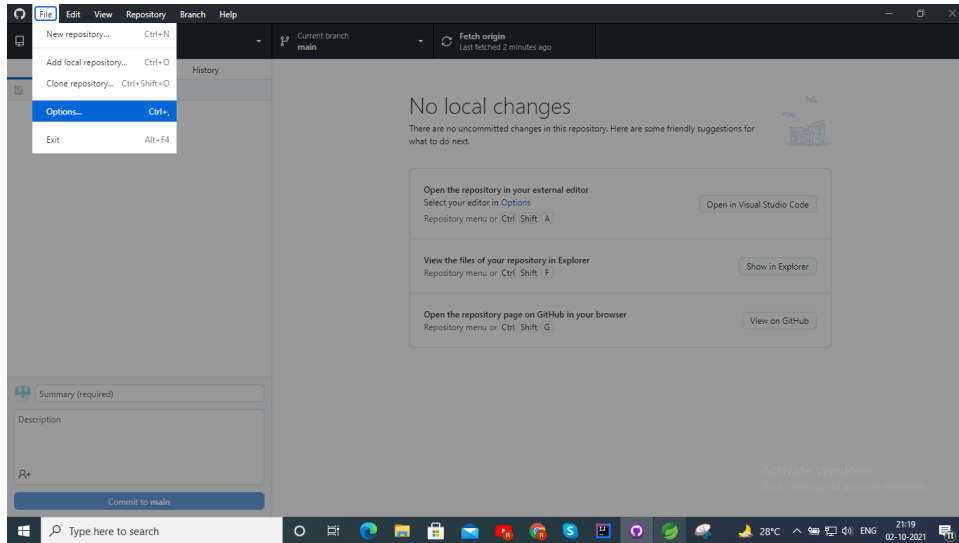 File Edit View Repository Branch Help
New repository... Ctrl+N
Add local repository... Ctrl+O
Clone repository... Ctrl+Shift+O
Options... Ctrl+,
Exit Alt+F4
Current branch
main
Fetch origin
Last fetched 2 minutes ago
History
No local changes
There are no uncommitted changes in this repository. Here are some friendly suggestions for
what to do next.
Open the repository in your external editor
Select your editor in Options
Repository menu or Ctrl Shift A
Open in Visual Studio Code
View the files of your repository in Explorer
Repository menu or Ctrl Shift F
Show in Explorer
Open the repository page on GitHub in your browser
Repository menu or Ctrl Shift G
View on GitHub
Summary (required)
Description
Commit to main
Activate Windows
Go to Settings to activate Windows.
Type here to search
28°C
ENG
21:19
02-10-2021